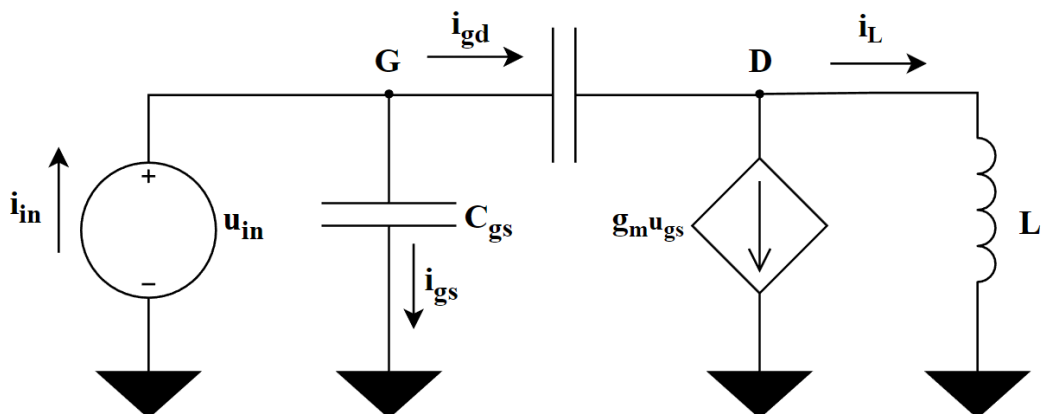 i_gd
G
D
i_L
i_in
+
u_in
−
C_gs
i_gs
g_m u_gs
L